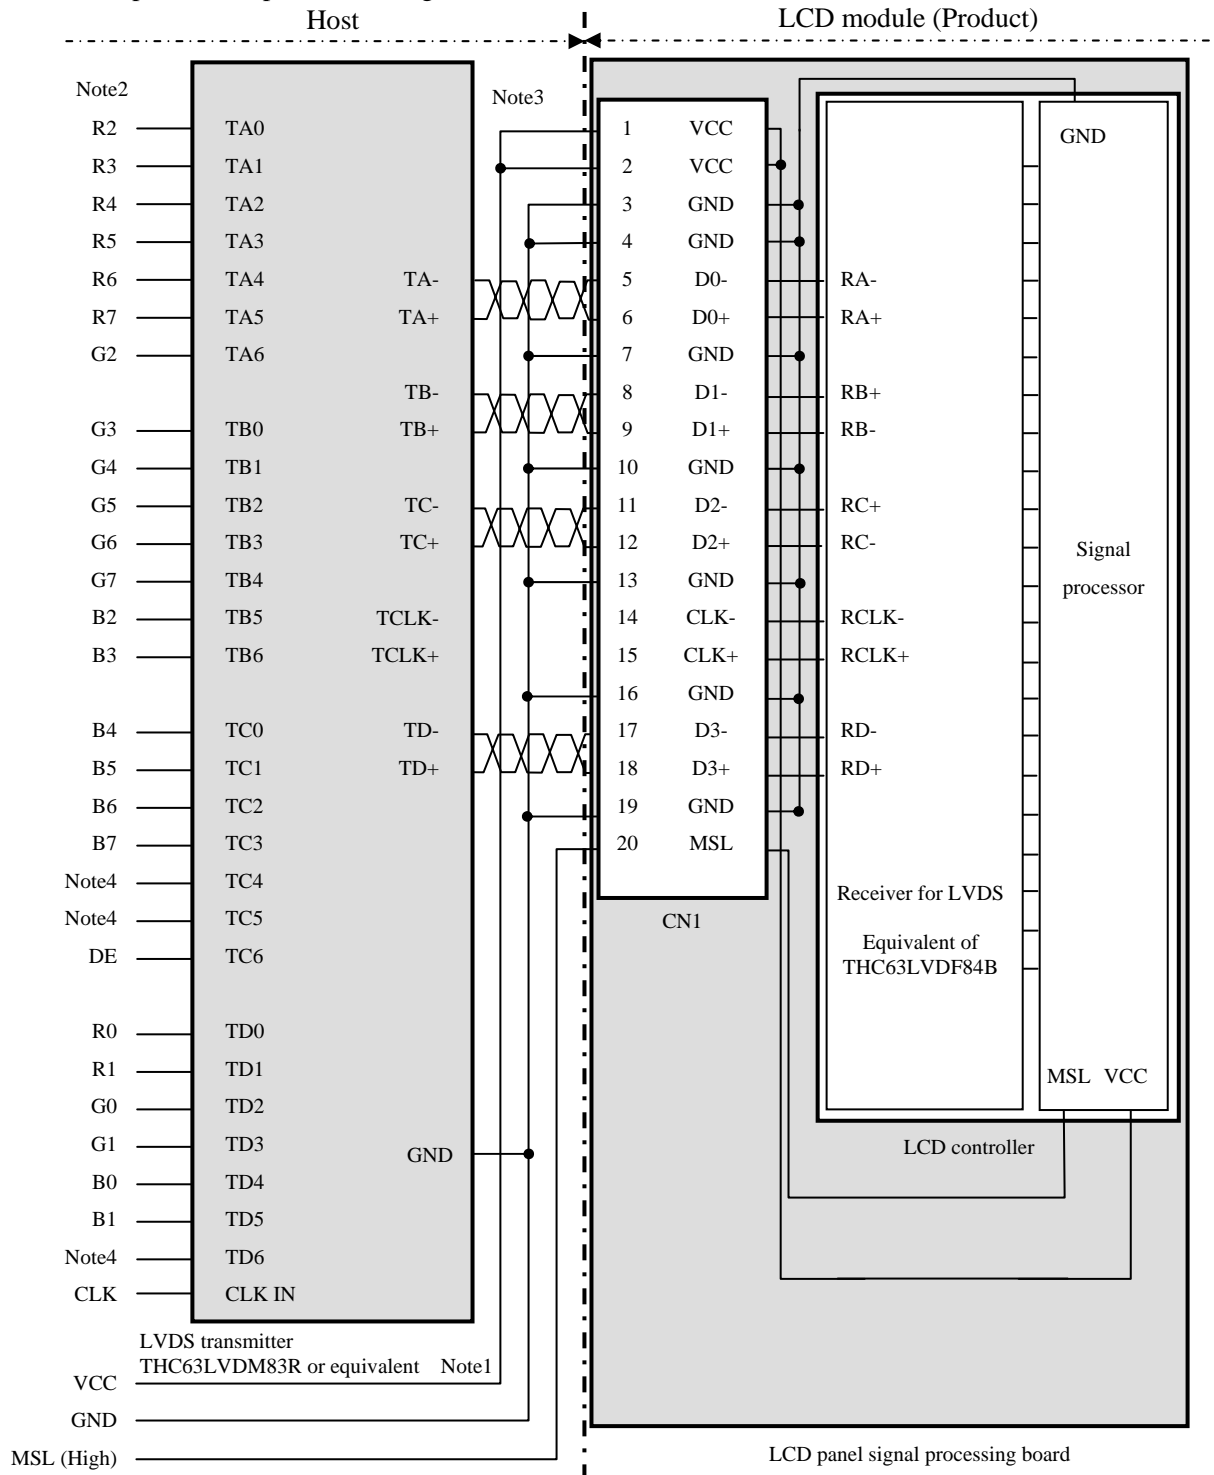 Host
LCD module (Product)
Note2
Note3
R2 TA0
R3 TA1
R4 TA2
R5 TA3
R6 TA4 TA-
R7 TA5 TA+
G2 TA6
TB-
G3 TB0 TB+
G4 TB1
G5 TB2 TC-
G6 TB3 TC+
G7 TB4
B2 TB5 TCLK-
B3 TB6 TCLK+
B4 TC0 TD-
B5 TC1 TD+
B6 TC2
B7 TC3
Note4 TC4
Note4 TC5
DE TC6
R0 TD0
R1 TD1
G0 TD2
G1 TD3
GND
B0 TD4
B1 TD5
Note4 TD6
CLK CLK IN
LVDS transmitter
THC63LVDM83R or equivalent Note1
VCC
GND
MSL (High)
1 VCC
2 VCC
3 GND
4 GND
5 D0- RA-
6 D0+ RA+
7 GND
8 D1- RB+
9 D1+ RB-
10 GND
11 D2- RC+
12 D2+ RC-
13 GND
14 CLK- RCLK-
15 CLK+ RCLK+
16 GND
17 D3- RD-
18 D3+ RD+
19 GND
20 MSL
CN1
Receiver for LVDS
Equivalent of
THC63LVDF84B
GND
Signal
processor
MSL VCC
LCD controller
LCD panel signal processing board